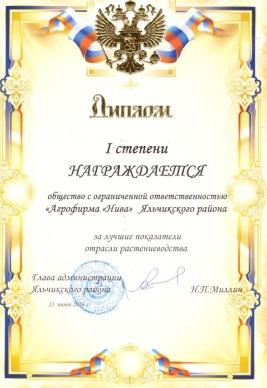 Диплом
I степени
НАГРАЖДАЕТСЯ
общество с ограниченной ответственностью
«Агрофирма «Нива» Яльчикского района
за лучшие показатели
отрасли растениеводства
Глава администрации
Яльчикского района Н.П.Миллин
11 июня 2016 г